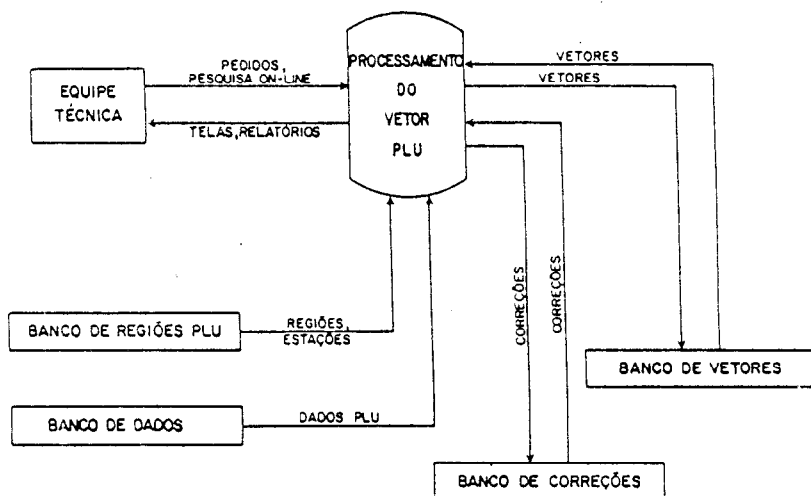 PEDIDOS,
PESQUISA ON-LINE
EQUIPE
TÉCNICA
TELAS,RELATÓRIOS
PROCESSAMENTO
DO
VETOR
PLU
VETORES
VETORES
CORREÇÕES
CORREÇÕES
BANCO DE REGIÕES PLU
REGIÕES,
ESTAÇÕES
BANCO DE VETORES
BANCO DE DADOS
DADOS PLU
BANCO DE CORREÇÕES